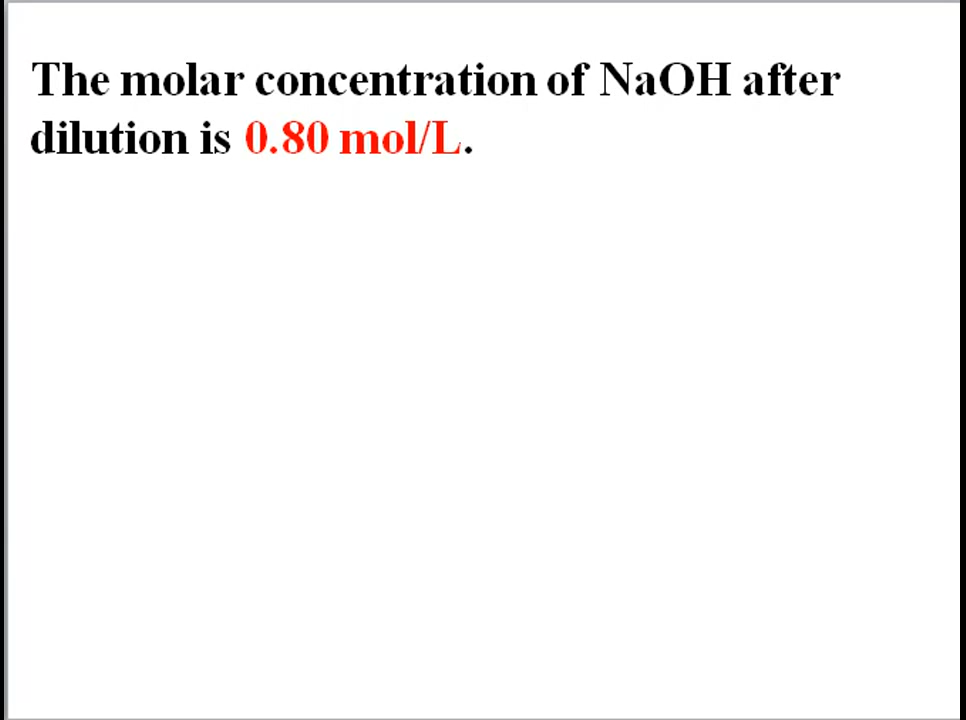 The molar concentration of NaOH after
dilution is 0.80 mol/L.